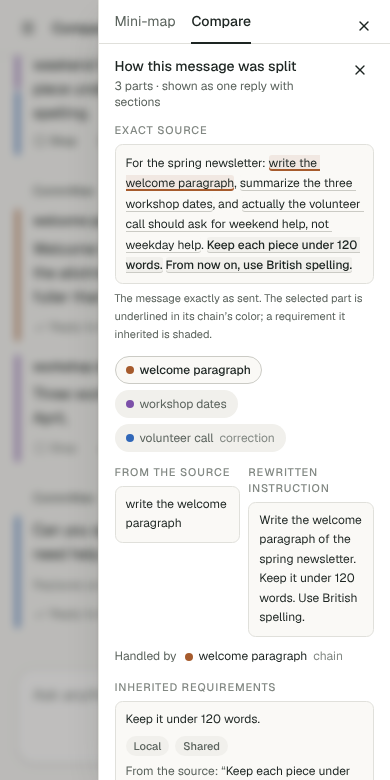 Mini-map Compare
How this message was split
3 parts · shown as one reply with
sections
EXACT SOURCE
For the spring newsletter: write the
welcome paragraph, summarize the three
workshop dates, and actually the volunteer
call should ask for weekend help, not
weekday help. Keep each piece under 120
words. From now on, use British spelling.
The message exactly as sent. The selected part is
underlined in its chain's color; a requirement it
inherited is shaded.
welcome paragraph
workshop dates
volunteer call correction
FROM THE SOURCE
write the welcome
paragraph
REWRITTEN
INSTRUCTION
Write the welcome
paragraph of the
spring newsletter.
Keep it under 120
words. Use British
spelling.
Handled by welcome paragraph chain
INHERITED REQUIREMENTS
Keep it under 120 words.
Local Shared
From the source: “Keep each piece under